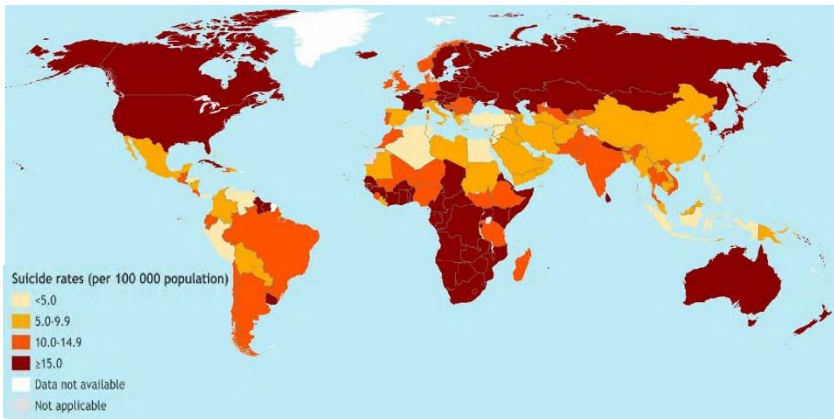 Suicide rates (per 100 000 population)
<5.0
5.0-9.9
10.0-14.9
≥15.0
Data not available
Not applicable